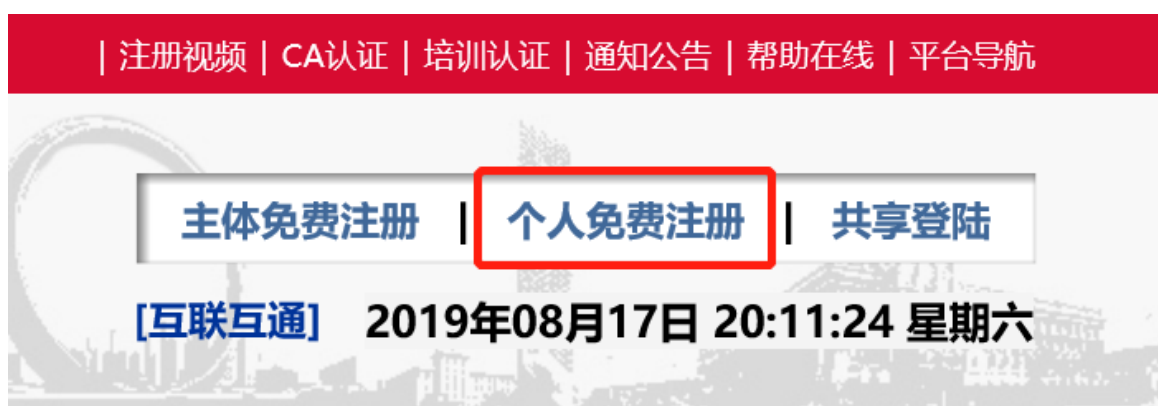 | 注册视频 | CA认证 | 培训认证 | 通知公告 | 帮助在线 | 平台导航
主体免费注册 | 个人免费注册 | 共享登陆
[互联互通] 2019年08月17日 20:11:24 星期六